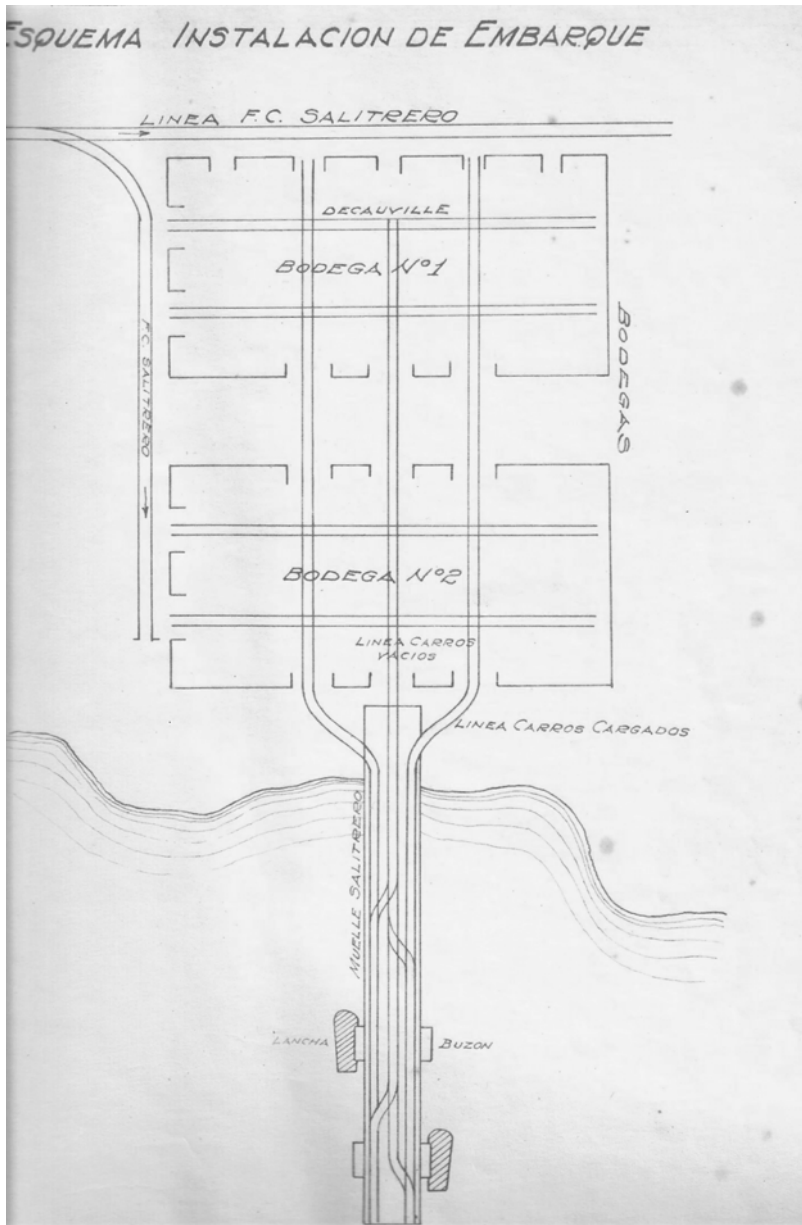 ESQUEMA INSTALACION DE EMBARQUE
LINEA F.C. SALITRERO
DECAUVILLE
BODEGA Nº1
BODEGAS
F.C. SALITRERO
BODEGA Nº2
LINEA CARROS
VACIOS
LINEA CARROS CARGADOS
MUELLE SALITRERO
LANCHA
BUZON